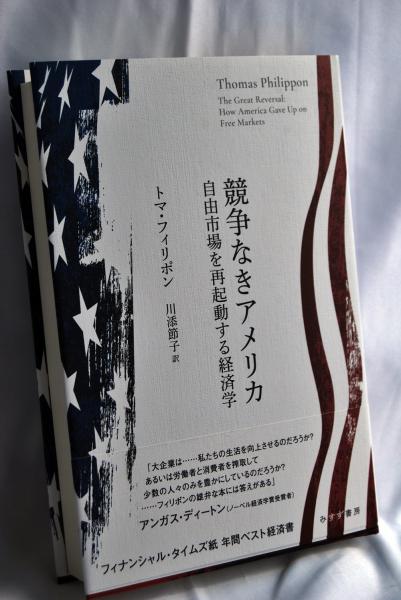 Thomas Philippon
The Great Reversal:
How America Gave Up on
Free Markets
競争なきアメリカ
自由市場を再起動する経済学
トマ・フィリポン
川添節子 訳
「大企業は……私たちの生活を向上させるのだろうか?
あるいは労働者と消費者を搾取して
少数の人々のみを豊かにしているのだろうか?
……フィリポンの雄弁な本には答えがある」
アンガス・ディートン(ノーベル経済学賞受賞者)
みすず書房
フィナンシャル・タイムズ紙 年間ベスト経済書